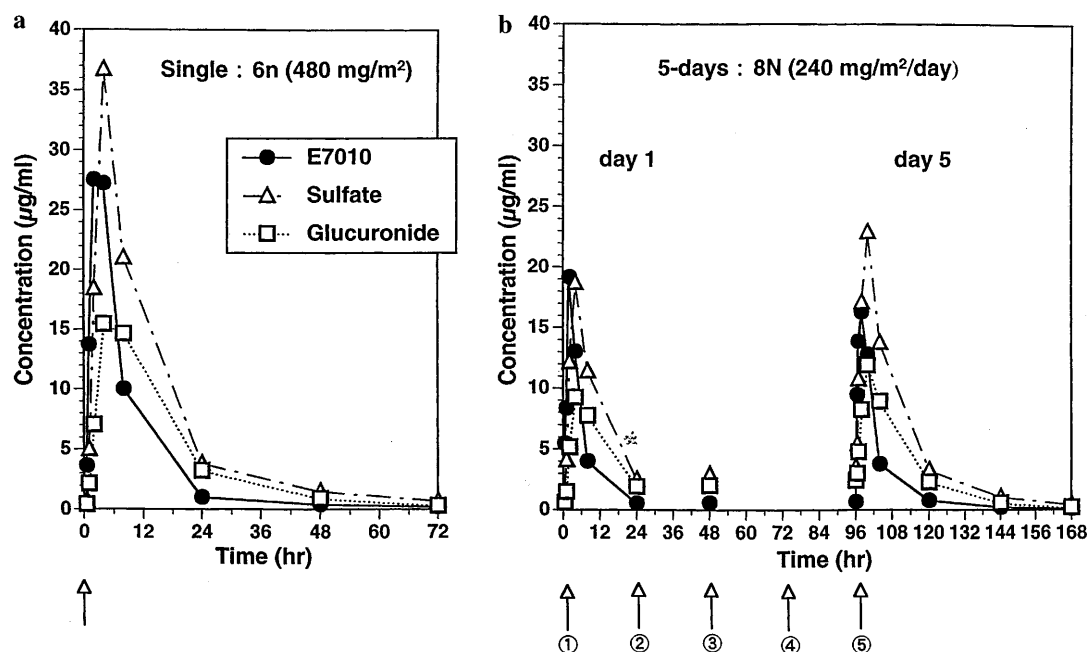 a
Single : 6n (480 mg/m²)
E7010
Sulfate
Glucuronide
Concentration (µg/ml)
40
35
30
25
20
15
10
5
0
0 12 24 36 48 60 72
Time (hr)
b
5-days : 8N (240 mg/m²/day)
day 1
day 5
Concentration (µg/ml)
40
35
30
25
20
15
10
5
0
0 12 24 36 48 60 72 84 96 108 120 132 144 156 168
Time (hr)
① ② ③ ④ ⑤